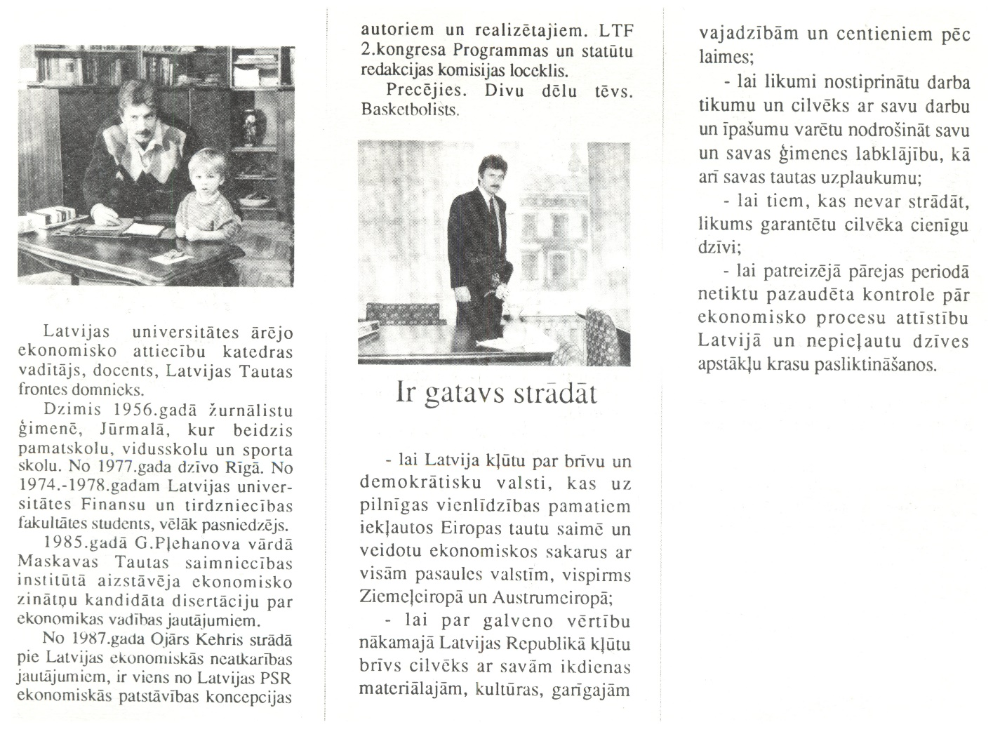 Latvijas universitātes ārējo
ekonomisko attiecību katedras
vadītājs, docents, Latvijas Tautas
frontes domnieks.
Dzimis 1956.gadā žurnālistu
ģimenē, Jūrmalā, kur beidzis
pamatskolu, vidusskolu un sporta
skolu. No 1977.gada dzīvo Rīgā. No
1974.-1978.gadam Latvijas univer-
sitātes Finansu un tirdzniecības
fakultātes students, vēlāk pasniedzējs.
1985.gadā G.Pļehanova vārdā
Maskavas Tautas saimniecības
institūtā aizstāvēja ekonomisko
zinātņu kandidāta disertāciju par
ekonomikas vadības jautājumiem.
No 1987.gada Ojārs Kehris strādā
pie Latvijas ekonomiskās neatkarības
jautājumiem, ir viens no Latvijas PSR
ekonomiskās patstāvības koncepcijas
autoriem un realizētajiem. LTF
2.kongresa Programmas un statūtu
redakcijas komisijas loceklis.
Precējies. Divu dēlu tēvs.
Basketbolists.
Ir gatavs strādāt
- lai Latvija kļūtu par brīvu un
demokrātisku valsti, kas uz
pilnīgas vienlīdzības pamatiem
iekļautos Eiropas tautu saimē un
veidotu ekonomiskos sakarus ar
visām pasaules valstīm, vispirms
Ziemeļeiropā un Austrumeiropā;
- lai par galveno vērtību
nākamajā Latvijas Republikā kļūtu
brīvs cilvēks ar savām ikdienas
materiālajām, kultūras, garīgajām
vajadzībām un centieniem pēc
laimes;
- lai likumi nostiprinātu darba
tikumu un cilvēks ar savu darbu
un īpašumu varētu nodrošināt savu
un savas ģimenes labklājību, kā
arī savas tautas uzplaukumu;
- lai tiem, kas nevar strādāt,
likums garantētu cilvēka cienīgu
dzīvi;
- lai patreizējā pārejas periodā
netiktu pazaudēta kontrole pār
ekonomisko procesu attīstību
Latvijā un nepieļautu dzīves
apstākļu krasu pasliktināšanos.